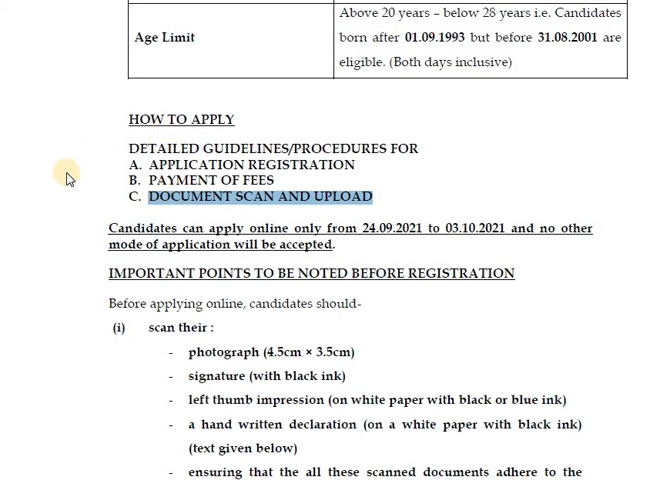 Above 20 years – below 28 years i.e. Candidates
Age Limit
born after 01.09.1993 but before 31.08.2001 are
eligible. (Both days inclusive)
HOW TO APPLY
DETAILED GUIDELINES/PROCEDURES FOR
A. APPLICATION REGISTRATION
B. PAYMENT OF FEES
C. DOCUMENT SCAN AND UPLOAD
Candidates can apply online only from 24.09.2021 to 03.10.2021 and no other
mode of application will be accepted.
IMPORTANT POINTS TO BE NOTED BEFORE REGISTRATION
Before applying online, candidates should-
(i) scan their :
- photograph (4.5cm × 3.5cm)
- signature (with black ink)
- left thumb impression (on white paper with black or blue ink)
- a hand written declaration (on a white paper with black ink)
(text given below)
- ensuring that the all these scanned documents adhere to the